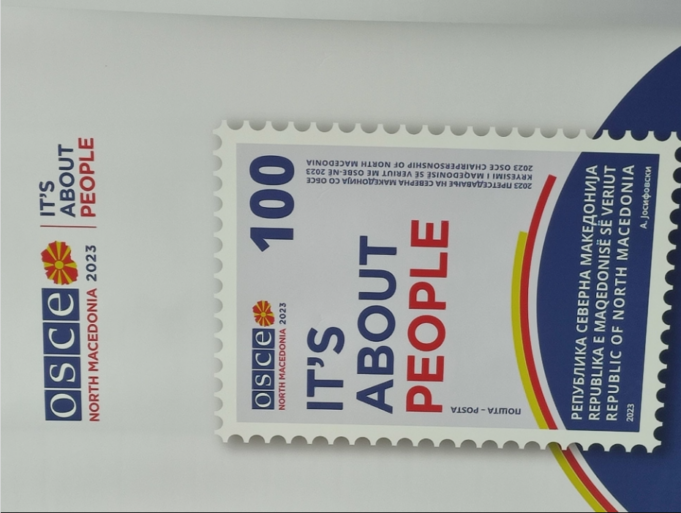 OSCE
NORTH MACEDONIA 2023
IT'S
ABOUT
PEOPLE
OSCE
NORTH MACEDONIA 2023
100
IT'S
ABOUT
PEOPLE
2023 ПРЕТСЕДАВАЊЕ НА СЕВЕРНА МАКЕДОНИЈА СО ОБСЕ
KRYESIMI I MAQEDONISË SË VERIUT ME OSBE-NË 2023
2023 OSCE CHAIRPERSONSHIP OF NORTH MACEDONIA
ПОШТА - POSTA
РЕПУБЛИКА СЕВЕРНА МАКЕДОНИЈА
REPUBLIKA E MAQEDONISË SË VERIUT
REPUBLIC OF NORTH MACEDONIA
2023
А. Јосифовски